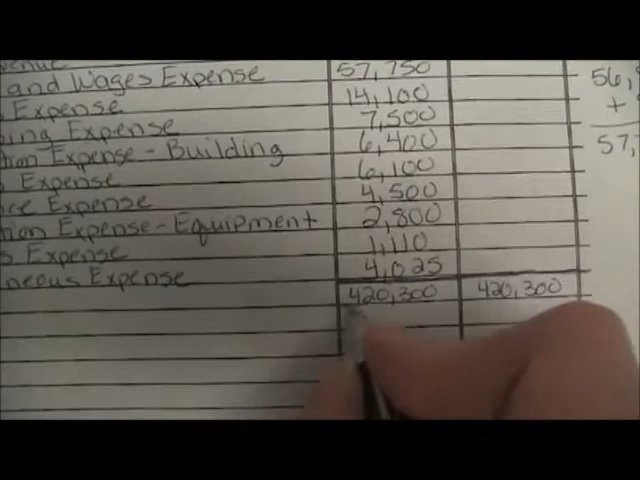 and Wages Expense 57,750
Expense 14,100
Expense 7,500
Expense - Building 6,400
Expense 6,100
Expense 4,500
Expense - Equipment 2,800
Expense 1,110
Expense 4,025
420,300 420,300
56,
+
57,